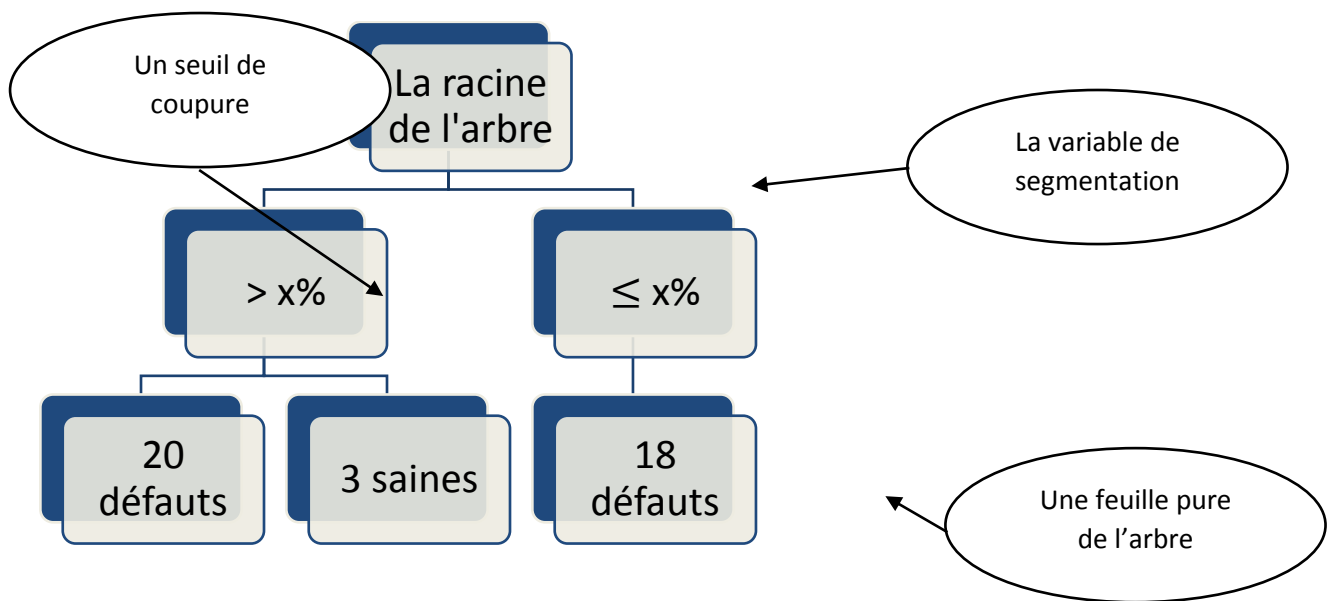 Un seuil de
coupure
La racine
de l'arbre
La variable de
segmentation
> x%
≤ x%
20
défauts
3 saines
18
défauts
Une feuille pure
de l’arbre